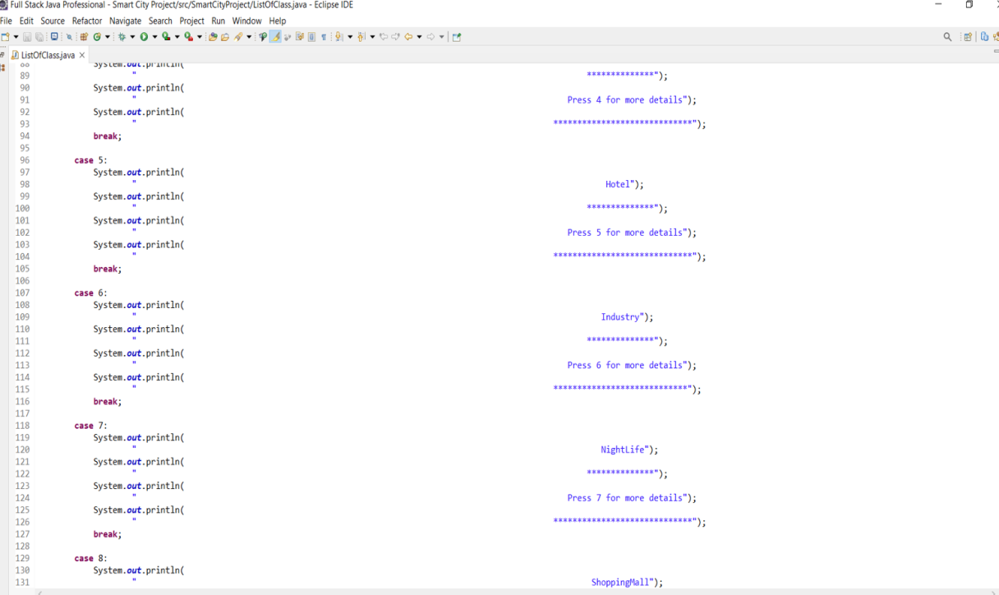 Full Stack Java Professional - Smart City Project/src/SmartCityProject/ListOfClass.java - Eclipse IDE
File Edit Source Refactor Navigate Search Project Run Window Help
ListOfClass.java
88 System.out.println(
89 " **************");
90 System.out.println(
91 " Press 4 for more details");
92 System.out.println(
93 " *****************************");
94 break;
95
96 case 5:
97 System.out.println(
98 " Hotel");
99 System.out.println(
100 " **************");
101 System.out.println(
102 " Press 5 for more details");
103 System.out.println(
104 " *****************************");
105 break;
106
107 case 6:
108 System.out.println(
109 " Industry");
110 System.out.println(
111 " **************");
112 System.out.println(
113 " Press 6 for more details");
114 System.out.println(
115 " ****************************");
116 break;
117
118 case 7:
119 System.out.println(
120 " NightLife");
121 System.out.println(
122 " **************");
123 System.out.println(
124 " Press 7 for more details");
125 System.out.println(
126 " *****************************");
127 break;
128
129 case 8:
130 System.out.println(
131 " ShoppingMall");